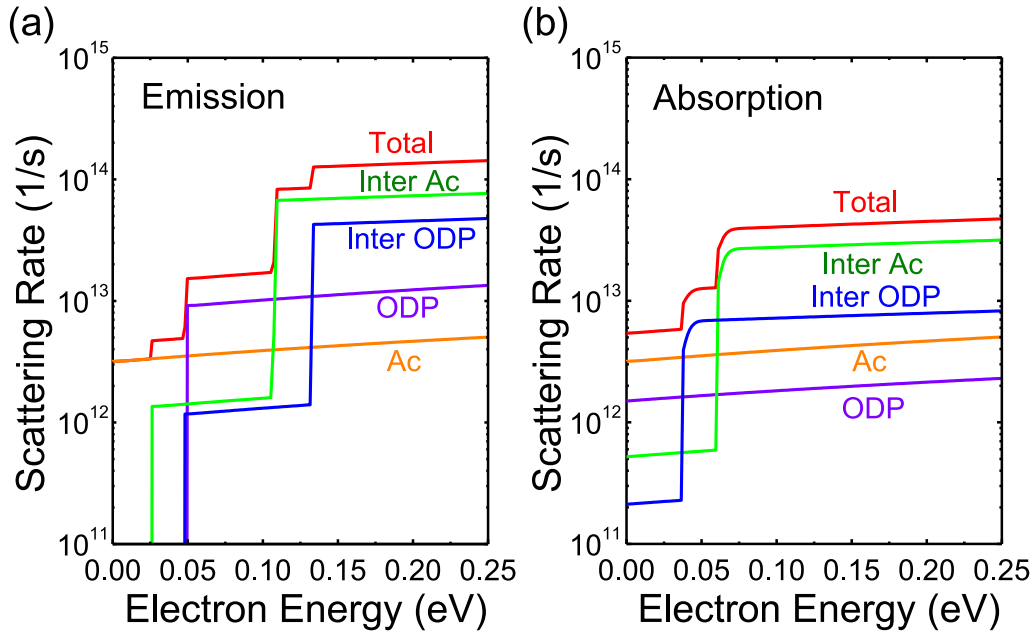 (a)
Emission
Total
Inter Ac
Inter ODP
ODP
Ac
10^15
10^14
10^13
10^12
10^11
Scattering Rate (1/s)
0.00 0.05 0.10 0.15 0.20 0.25
Electron Energy (eV)
(b)
Absorption
Total
Inter Ac
Inter ODP
Ac
ODP
10^15
10^14
10^13
10^12
10^11
Scattering Rate (1/s)
0.00 0.05 0.10 0.15 0.20 0.25
Electron Energy (eV)